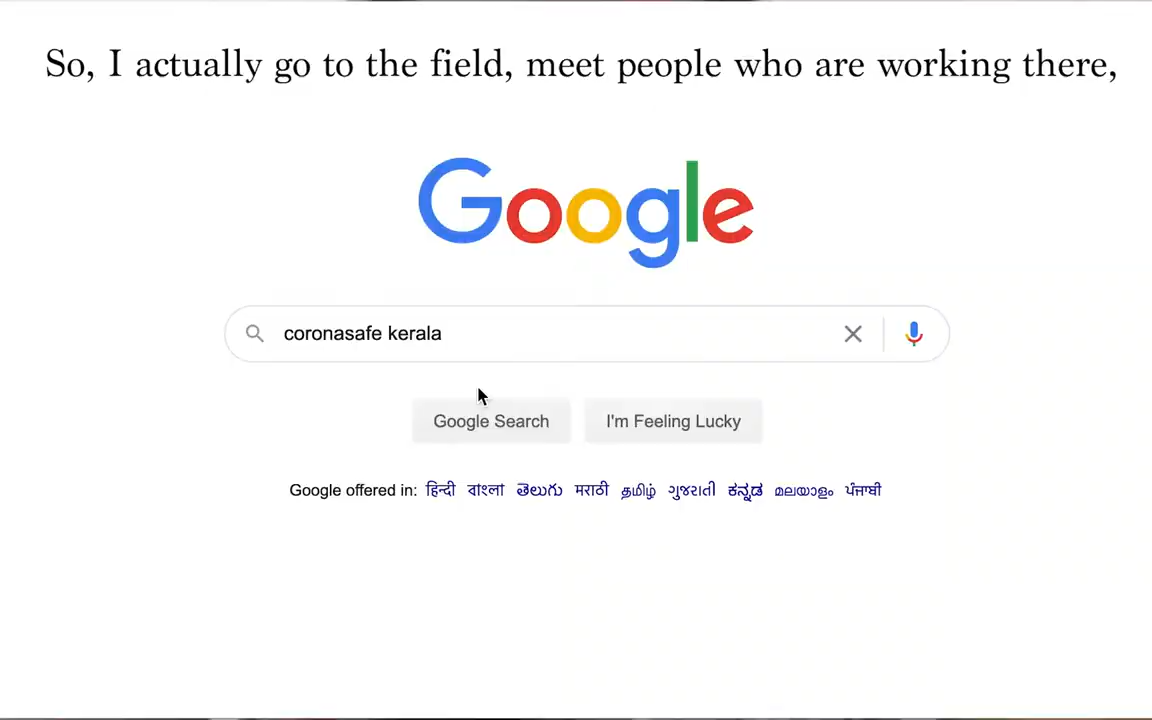 So, I actually go to the field, meet people who are working there,
Google
coronasafe kerala
Google Search I'm Feeling Lucky
Google offered in: हिन्दी বাংলা తెలుగు मराठी தமிழ் ગુજરાતી ಕನ್ನಡ മലയാളം ਪੰਜਾਬੀ